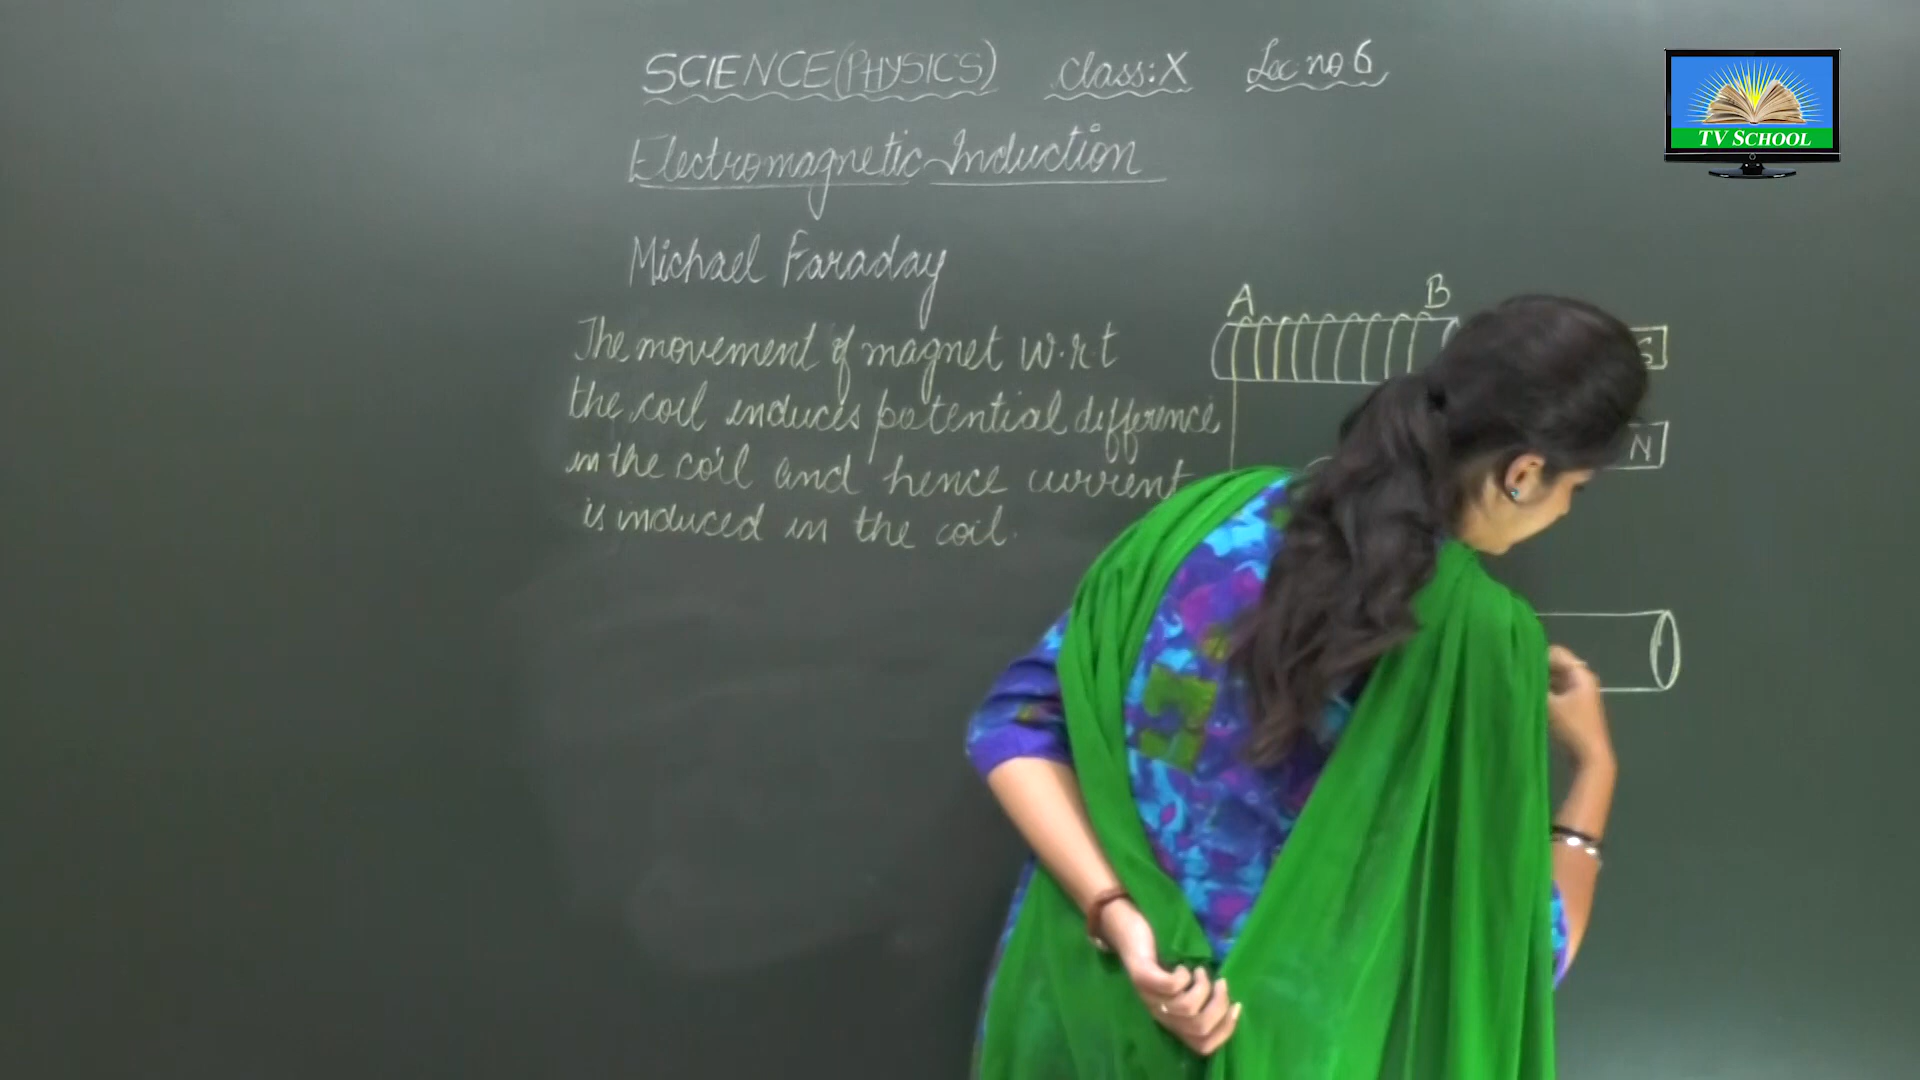 SCIENCE(PHYSICS) class:X Lec no 6
Electromagnetic Induction
Michael Faraday
The movement of magnet w.r.t
the coil induces potential difference
in the coil and hence current
is induced in the coil.
A B
S
N
TV SCHOOL